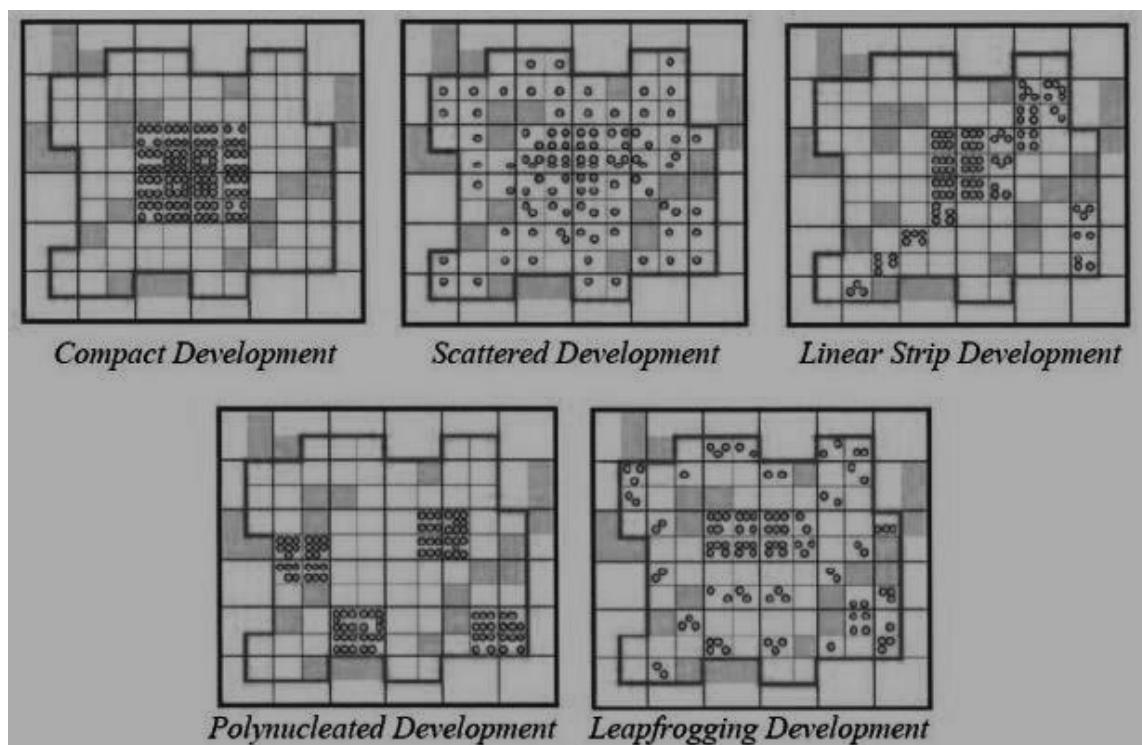 Compact Development
Scattered Development
Linear Strip Development
Polynucleated Development
Leapfrogging Development